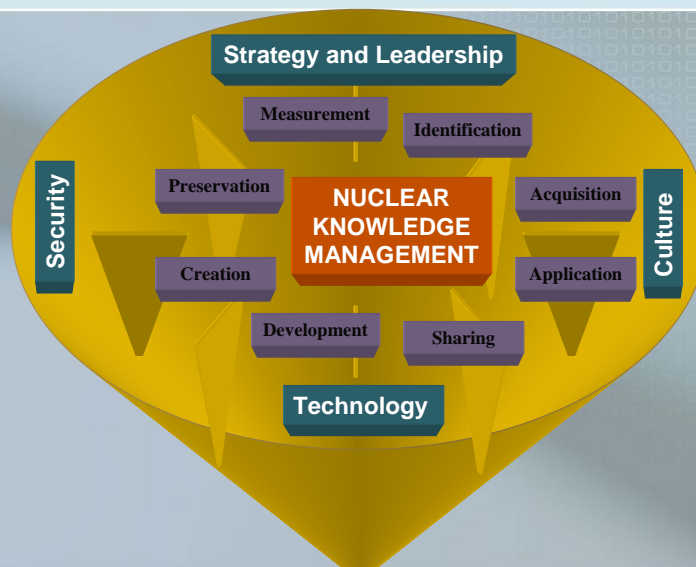 Strategy and Leadership
Measurement
Identification
Preservation
NUCLEAR
KNOWLEDGE
MANAGEMENT
Acquisition
Security
Culture
Creation
Application
Development
Sharing
Technology